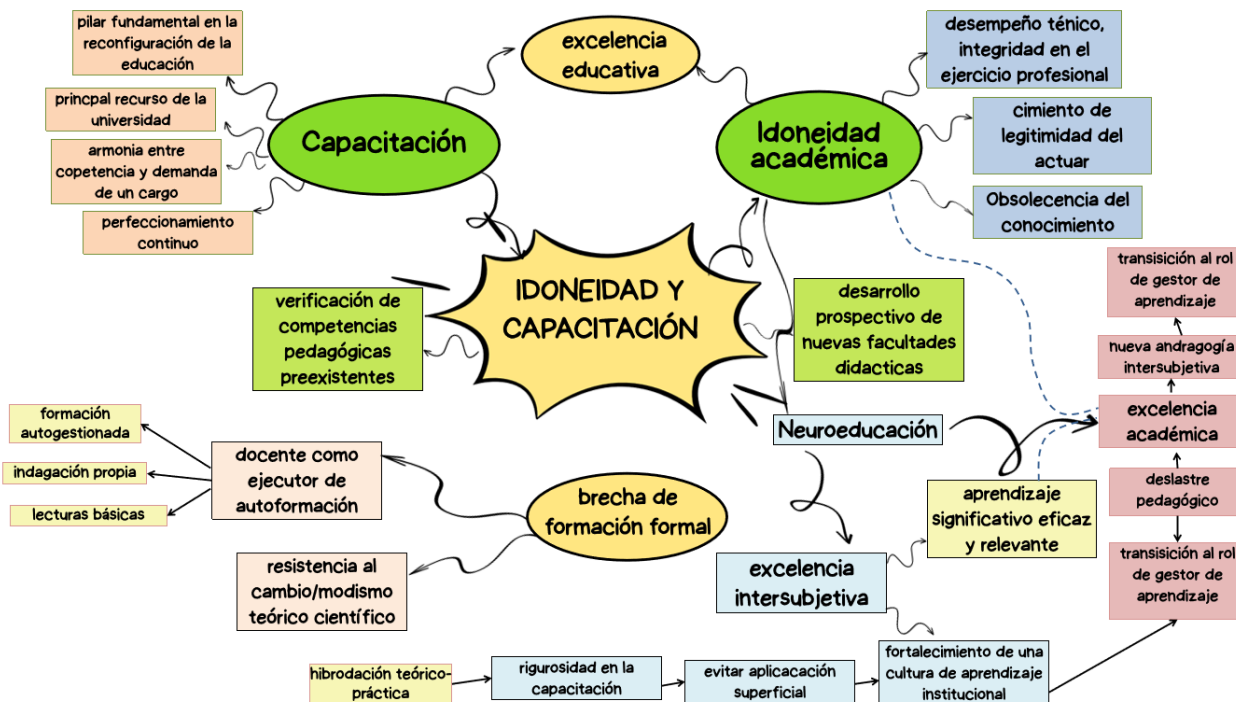 pilar fundamental en la
reconfiguración de la
educación
princpal recurso de la
universidad
armonia entre
copetencia y demanda
de un cargo
perfeccionamiento
continuo
Capacitación
excelencia
educativa
Idoneidad
académica
desempeño ténico,
integridad en el
ejercicio profesional
cimiento de
legitimidad del
actuar
Obsolecencia del
conocimiento
IDONEIDAD Y
CAPACITACIÓN
verificación de
competencias
pedagógicas
preexistentes
desarrollo
prospectivo de
nuevas facultades
didacticas
transisición al rol
de gestor de
aprendizaje
nueva andragogía
intersubjetiva
excelencia
académica
deslastre
pedagógico
transisición al rol
de gestor de
aprendizaje
Neuroeducación
aprendizaje
significativo eficaz
y relevante
excelencia
intersubjetiva
formación
autogestionada
indagación propia
lecturas básicas
docente como
ejecutor de
autoformación
brecha de
formación formal
resistencia al
cambio/modismo
teórico científico
hibrodación teórico-
práctica
rigurosidad en la
capacitación
evitar aplicacación
superficial
fortalecimiento de una
cultura de aprendizaje
institucional